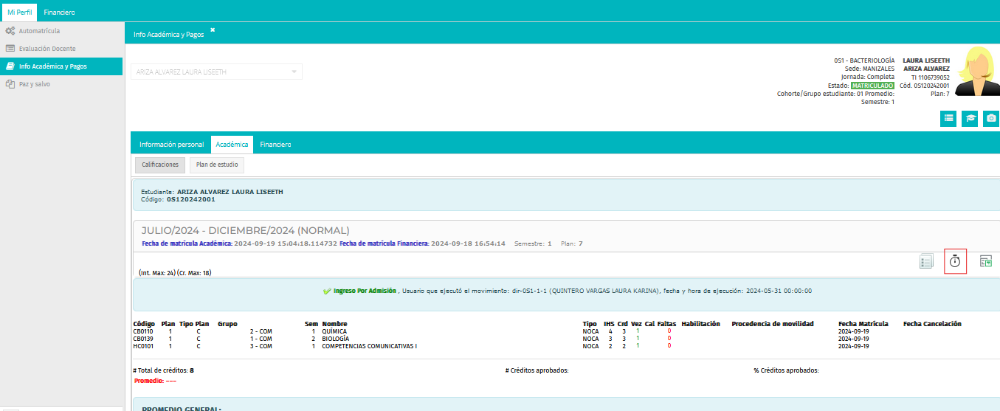 Mi Perfil Financiero
Automatrícula
Evaluación Docente
Info Académica y Pagos
Paz y salvo
Info Académica y Pagos ✖
ARIZA ALVAREZ LAURA LISEETH
0S1 - BACTERIOLOGÍA LAURA LISEETH
Sede: MANIZALES ARIZA ALVAREZ
Jornada: Completa TI 1106739052
Estado: MATRICULADO Cód. 0S120242001
Cohorte/Grupo estudiante: 01 Promedio: Plan: 7
Semestre: 1
Información personal Académica Financiero
Calificaciones Plan de estudio
Estudiante: ARIZA ALVAREZ LAURA LISEETH
Código: 0S120242001
JULIO/2024 - DICIEMBRE/2024 (NORMAL)
Fecha de matricula Académica: 2024-09-19 15:04:18.114732 Fecha de matricula Financiera: 2024-09-18 16:54:14 Semestre: 1 Plan: 7
(Int. Max: 24) (Cr. Max: 18)
Ingreso Por Admisión , Usuario que ejecutó el movimiento: dir-0S1-1-1 (QUINTERO VARGAS LAURA KARINA), fecha y hora de ejecución: 2024-05-31 00:00:00
Código Plan Tipo Plan Grupo Sem Nombre Tipo IHS Crd Vez Cal Faltas Habilitación Procedencia de movilidad Fecha Matricula Fecha Cancelación
CB0110 1 C 2 - COM 1 QUÍMICA NOCA 4 3 1 0 2024-09-19
CB0139 1 C 1 - COM 2 BIOLOGÍA NOCA 3 3 1 0 2024-09-19
HC0101 1 C 3 - COM 1 COMPETENCIAS COMUNICATIVAS I NOCA 2 2 1 0 2024-09-19
# Total de créditos: 8 # Créditos aprobados: % Créditos aprobados:
Promedio: ---
PROMEDIO GENERAL: